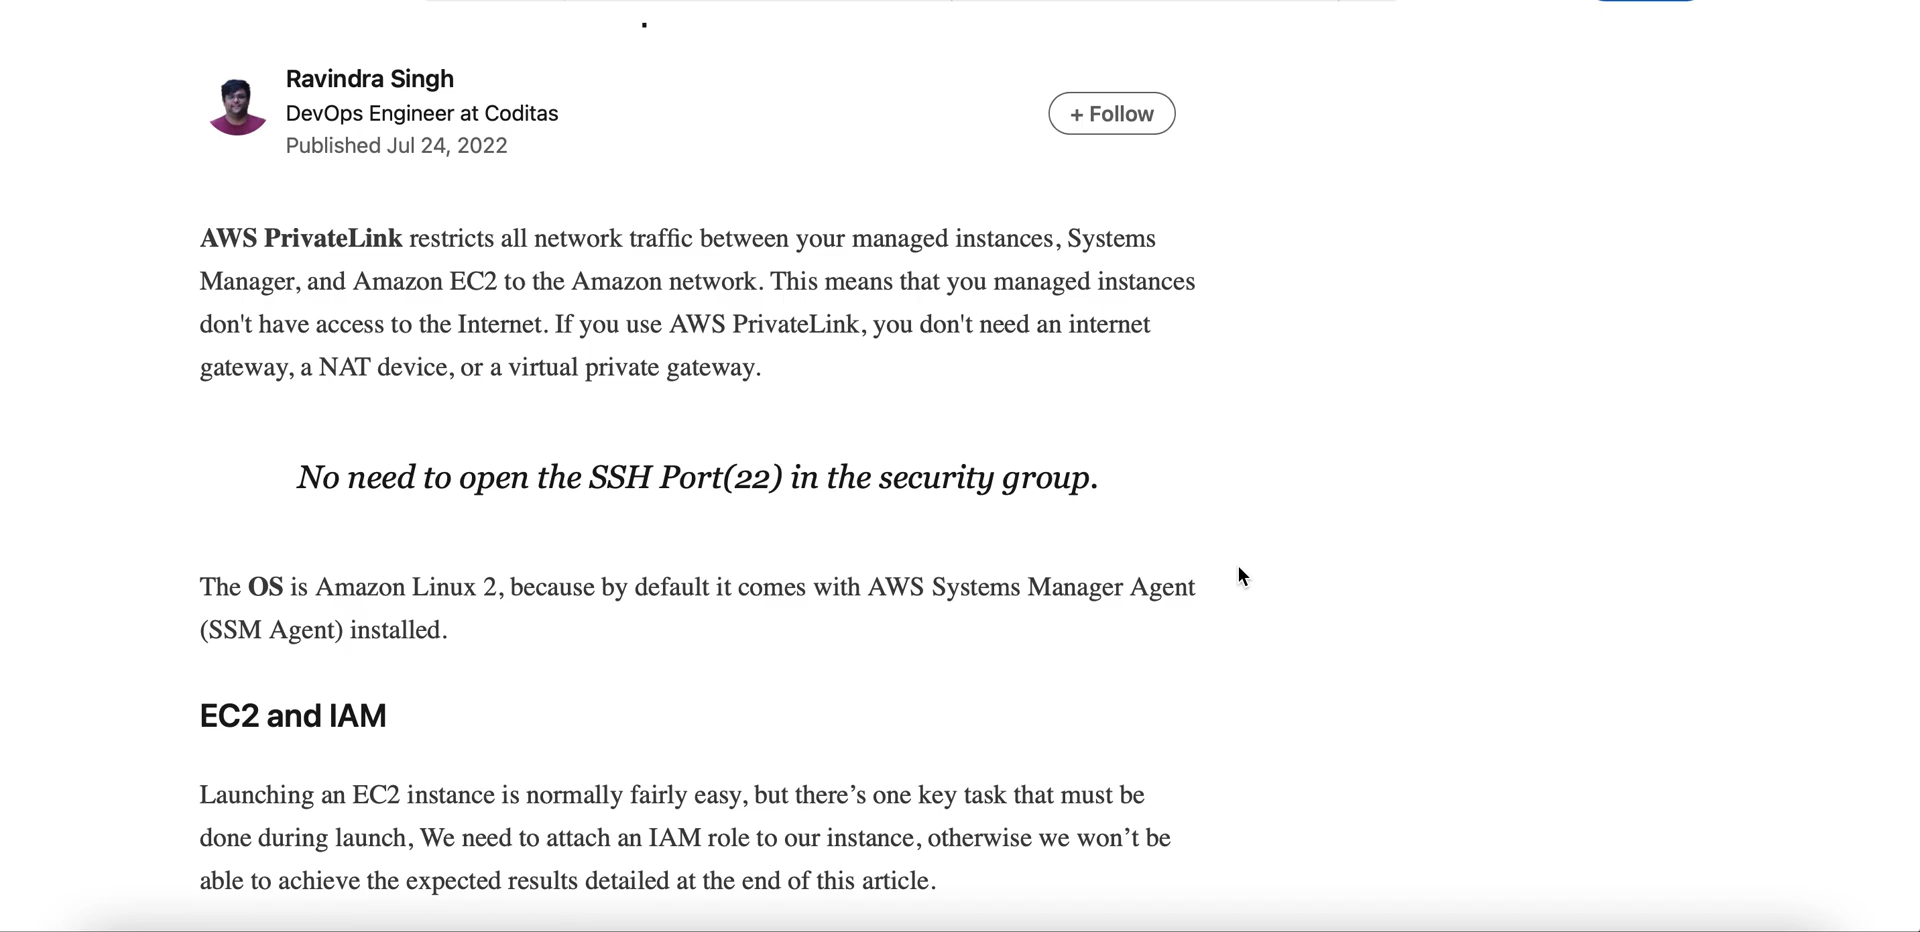 Ravindra Singh
DevOps Engineer at Coditas
Published Jul 24, 2022
+ Follow
AWS PrivateLink restricts all network traffic between your managed instances, Systems
Manager, and Amazon EC2 to the Amazon network. This means that you managed instances
don't have access to the Internet. If you use AWS PrivateLink, you don't need an internet
gateway, a NAT device, or a virtual private gateway.
No need to open the SSH Port(22) in the security group.
The OS is Amazon Linux 2, because by default it comes with AWS Systems Manager Agent
(SSM Agent) installed.
EC2 and IAM
Launching an EC2 instance is normally fairly easy, but there’s one key task that must be
done during launch, We need to attach an IAM role to our instance, otherwise we won’t be
able to achieve the expected results detailed at the end of this article.